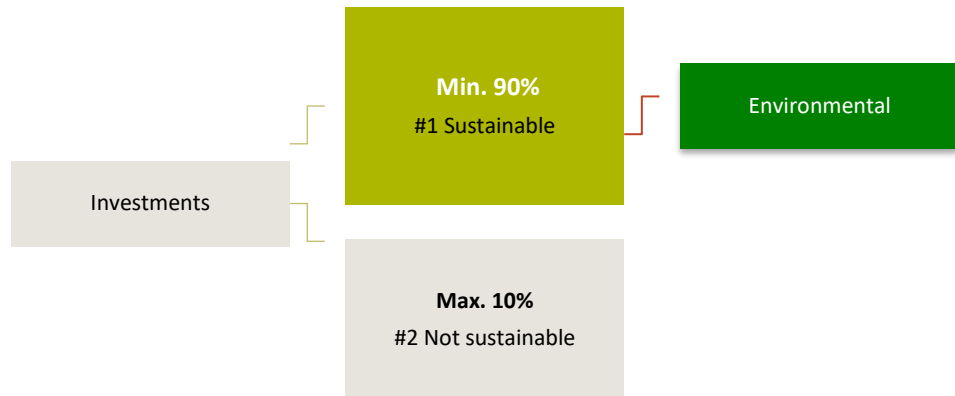 Min. 90%
#1 Sustainable
Environmental
Investments
Max. 10%
#2 Not sustainable